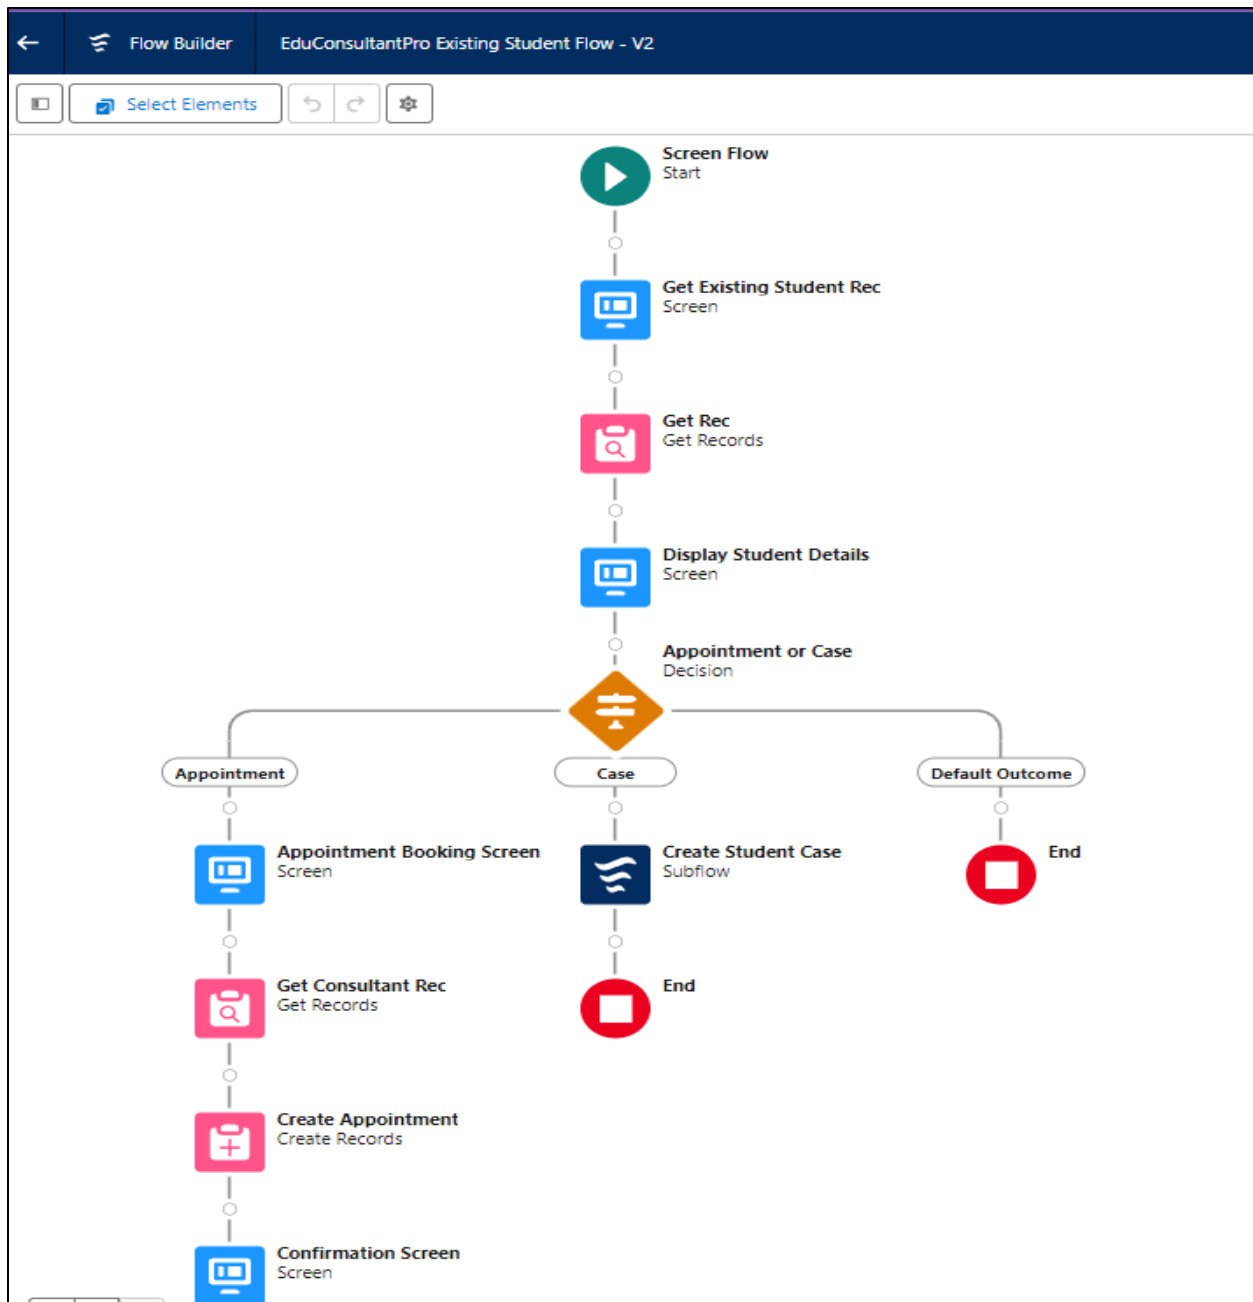 Flow Builder
EduConsultantPro Existing Student Flow - V2
Select Elements
Screen Flow
Start
Get Existing Student Rec
Screen
Get Rec
Get Records
Display Student Details
Screen
Appointment or Case
Decision
Appointment
Case
Default Outcome
Appointment Booking Screen
Screen
Create Student Case
Subflow
End
Get Consultant Rec
Get Records
End
Create Appointment
Create Records
Confirmation Screen
Screen